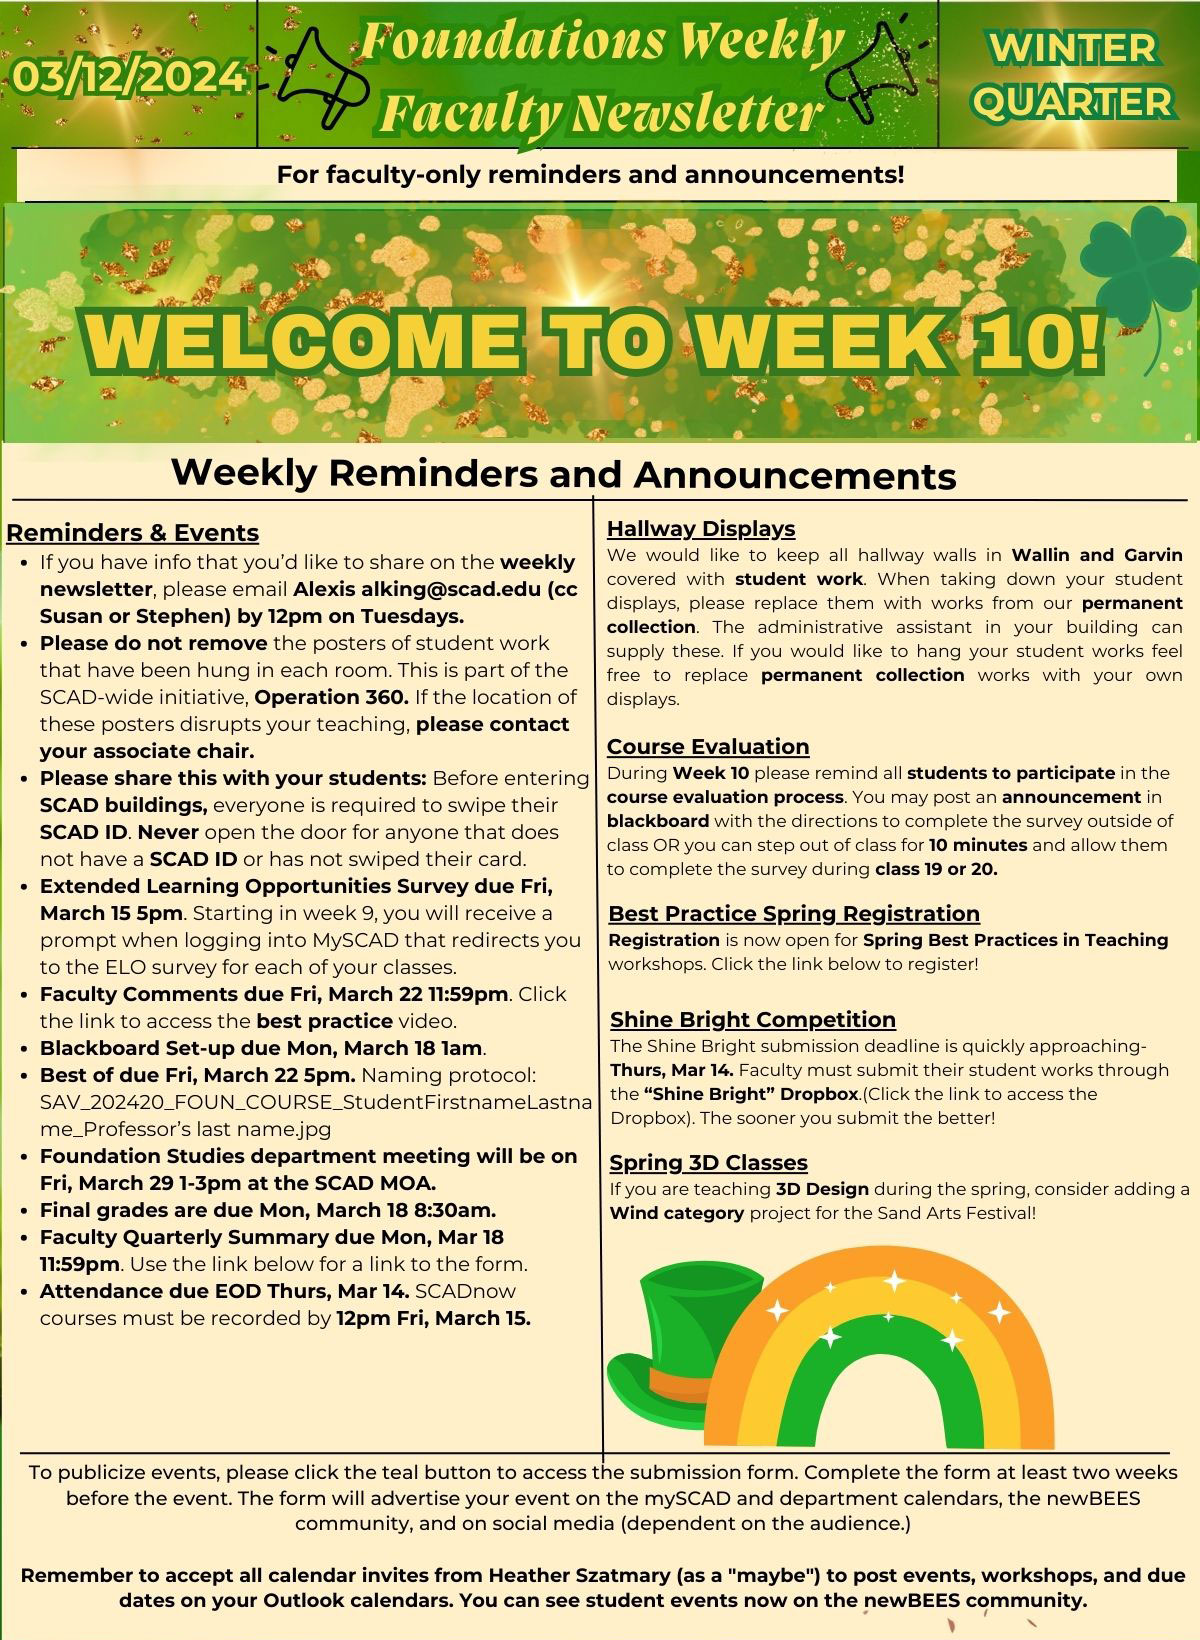 03/12/2024
Foundations Weekly
Faculty Newsletter
WINTER
QUARTER
For faculty-only reminders and announcements!
WELCOME TO WEEK 10!
Weekly Reminders and Announcements
Reminders & Events
• If you have info that you'd like to share on the weekly
newsletter, please email Alexis alking@scad.edu (cc
Susan or Stephen) by 12pm on Tuesdays.
• Please do not remove the posters of student work
that have been hung in each room. This is part of the
SCAD-wide initiative, Operation 360. If the location of
these posters disrupts your teaching, please contact
your associate chair.
• Please share this with your students: Before entering
SCAD buildings, everyone is required to swipe their
SCAD ID. Never open the door for anyone that does
not have a SCAD ID or has not swiped their card.
• Extended Learning Opportunities Survey due Fri,
March 15 5pm. Starting in week 9, you will receive a
prompt when logging into MySCAD that redirects you
to the ELO survey for each of your classes.
• Faculty Comments due Fri, March 22 11:59pm. Click
the link to access the best practice video.
• Blackboard Set-up due Mon, March 18 1am.
• Best of due Fri, March 22 5pm. Naming protocol:
SAV_202420_FOUN_COURSE_StudentFirstnameLastna
me_Professor's last name.jpg
• Foundation Studies department meeting will be on
Fri, March 29 1-3pm at the SCAD MOA.
• Final grades are due Mon, March 18 8:30am.
• Faculty Quarterly Summary due Mon, Mar 18
11:59pm. Use the link below for a link to the form.
• Attendance due EOD Thurs, Mar 14. SCADnow
courses must be recorded by 12pm Fri, March 15.
Hallway Displays
We would like to keep all hallway walls in Wallin and Garvin
covered with student work. When taking down your student
displays, please replace them with works from our permanent
collection. The administrative assistant in your building can
supply these. If you would like to hang your student works feel
free to replace permanent collection works with your own
displays.
Course Evaluation
During Week 10 please remind all students to participate in the
course evaluation process. You may post an announcement in
blackboard with the directions to complete the survey outside of
class OR you can step out of class for 10 minutes and allow them
to complete the survey during class 19 or 20.
Best Practice Spring Registration
Registration is now open for Spring Best Practices in Teaching
workshops. Click the link below to register!
Shine Bright Competition
The Shine Bright submission deadline is quickly approaching-
Thurs, Mar 14. Faculty must submit their student works through
the “Shine Bright” Dropbox.(Click the link to access the
Dropbox). The sooner you submit the better!
Spring 3D Classes
If you are teaching 3D Design during the spring, consider adding a
Wind category project for the Sand Arts Festival!
To publicize events, please click the teal button to access the submission form. Complete the form at least two weeks
before the event. The form will advertise your event on the mySCAD and department calendars, the newBEES
community, and on social media (dependent on the audience.)
Remember to accept all calendar invites from Heather Szatmary (as a "maybe") to post events, workshops, and due
dates on your Outlook calendars. You can see student events now on the newBEES community.